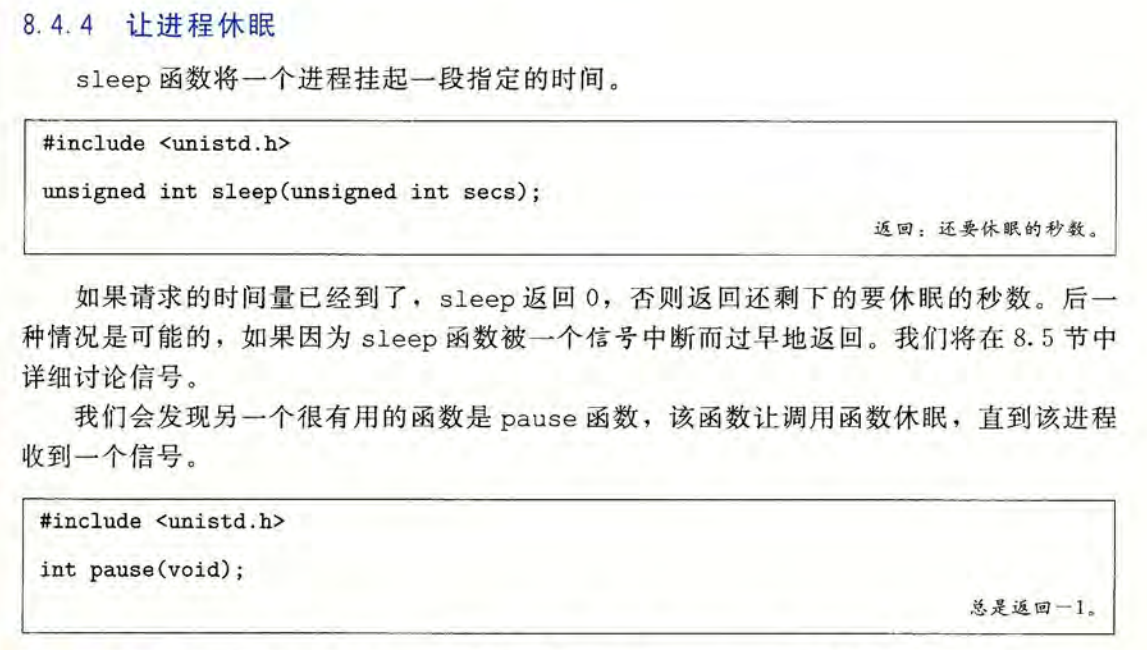 8.4.4 让进程休眠
sleep 函数将一个进程挂起一段指定的时间。
#include <unistd.h>
unsigned int sleep(unsigned int secs);
返回：还要休眠的秒数。
如果请求的时间量已经到了，sleep 返回 0，否则返回还剩下的要休眠的秒数。后一
种情况是可能的，如果因为 sleep 函数被一个信号中断而过早地返回。我们将在 8.5 节中
详细讨论信号。
我们会发现另一个很有用的函数是 pause 函数，该函数让调用函数休眠，直到该进程
收到一个信号。
#include <unistd.h>
int pause(void);
总是返回－1。